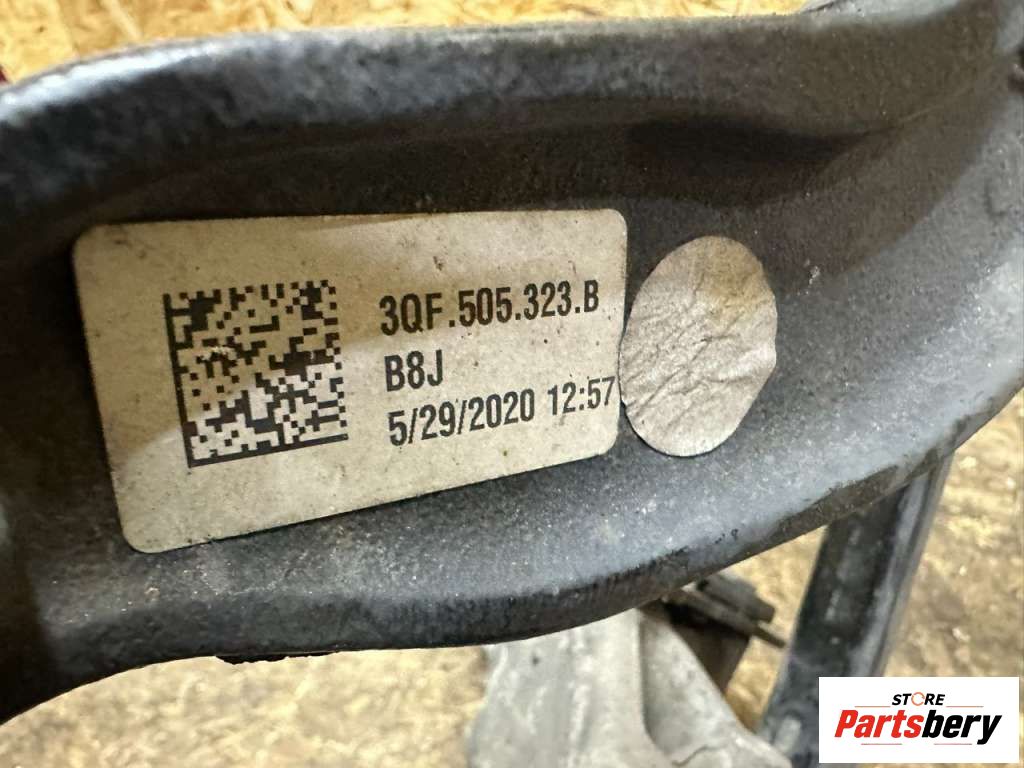 3QF.505.323.B
B8J
5/29/2020 12:57
STORE
Partsbery